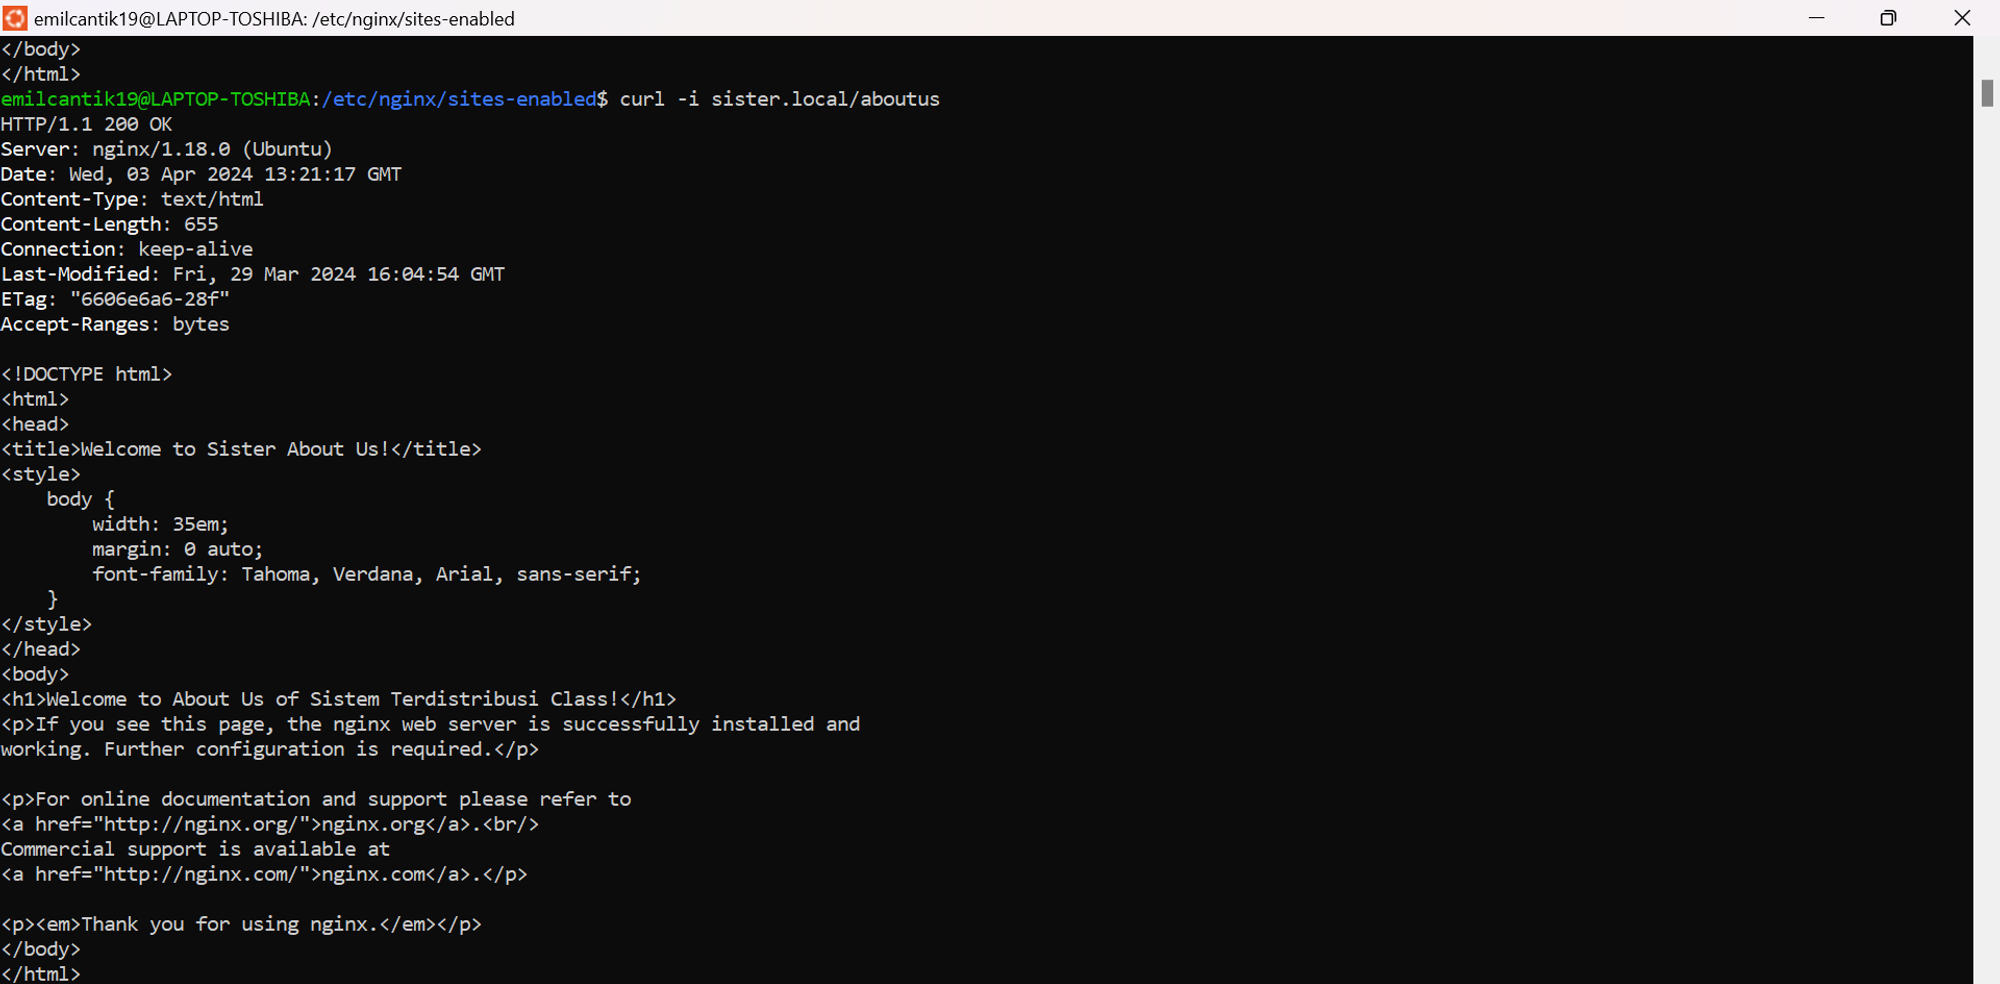 emilcantik19@LAPTOP-TOSHIBA: /etc/nginx/sites-enabled
</body>
</html>
emilcantik19@LAPTOP-TOSHIBA:/etc/nginx/sites-enabled$ curl -i sister.local/aboutus
HTTP/1.1 200 OK
Server: nginx/1.18.0 (Ubuntu)
Date: Wed, 03 Apr 2024 13:21:17 GMT
Content-Type: text/html
Content-Length: 655
Connection: keep-alive
Last-Modified: Fri, 29 Mar 2024 16:04:54 GMT
ETag: "6606e6a6-28f"
Accept-Ranges: bytes

<!DOCTYPE html>
<html>
<head>
<title>Welcome to Sister About Us!</title>
<style>
    body {
        width: 35em;
        margin: 0 auto;
        font-family: Tahoma, Verdana, Arial, sans-serif;
    }
</style>
</head>
<body>
<h1>Welcome to About Us of Sistem Terdistribusi Class!</h1>
<p>If you see this page, the nginx web server is successfully installed and
working. Further configuration is required.</p>

<p>For online documentation and support please refer to
<a href="http://nginx.org/">nginx.org</a>.<br/>
Commercial support is available at
<a href="http://nginx.com/">nginx.com</a>.</p>

<p><em>Thank you for using nginx.</em></p>
</body>
</html>